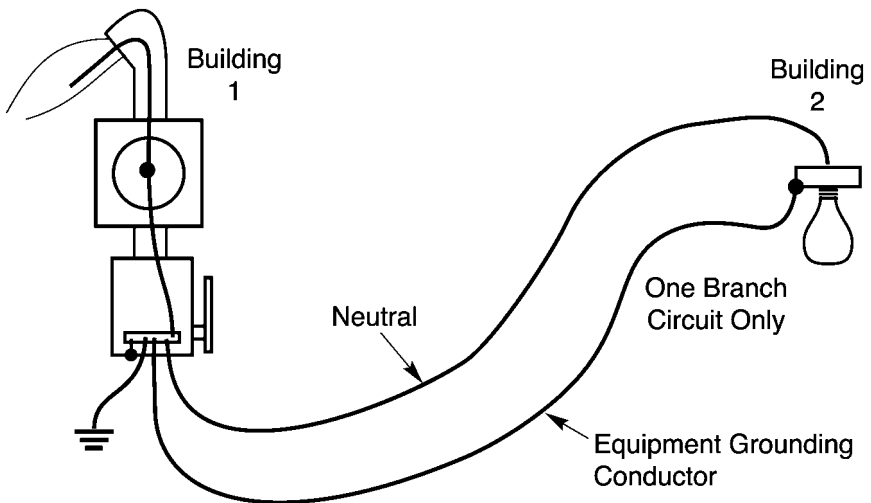 Building
1
Building
2
One Branch
Circuit Only
Neutral
Equipment Grounding
Conductor